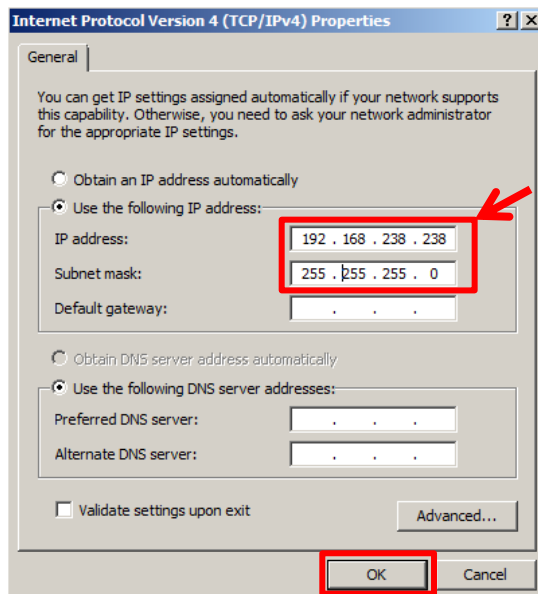 Internet Protocol Version 4 (TCP/IPv4) Properties
General
You can get IP settings assigned automatically if your network supports
this capability. Otherwise, you need to ask your network administrator
for the appropriate IP settings.
Obtain an IP address automatically
Use the following IP address:
IP address: 192 . 168 . 238 . 238
Subnet mask: 255 . 255 . 255 . 0
Default gateway: . . .
Obtain DNS server address automatically
Use the following DNS server addresses:
Preferred DNS server: . . .
Alternate DNS server: . . .
Validate settings upon exit
Advanced...
OK Cancel